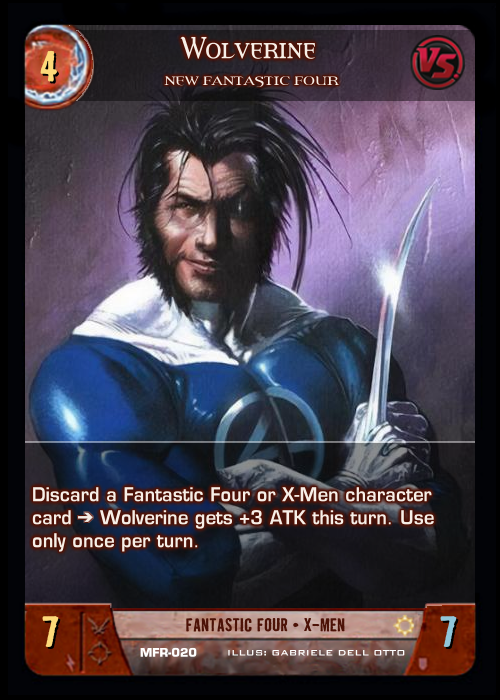 4
Wolverine
VS
New Fantastic Four
4
Discard a Fantastic Four or X-Men character
card ➔ Wolverine gets +3 ATK this turn. Use
only once per turn.
7
FANTASTIC FOUR • X-MEN
7
MFR-020 ILLUS: GABRIELE DELL OTTO